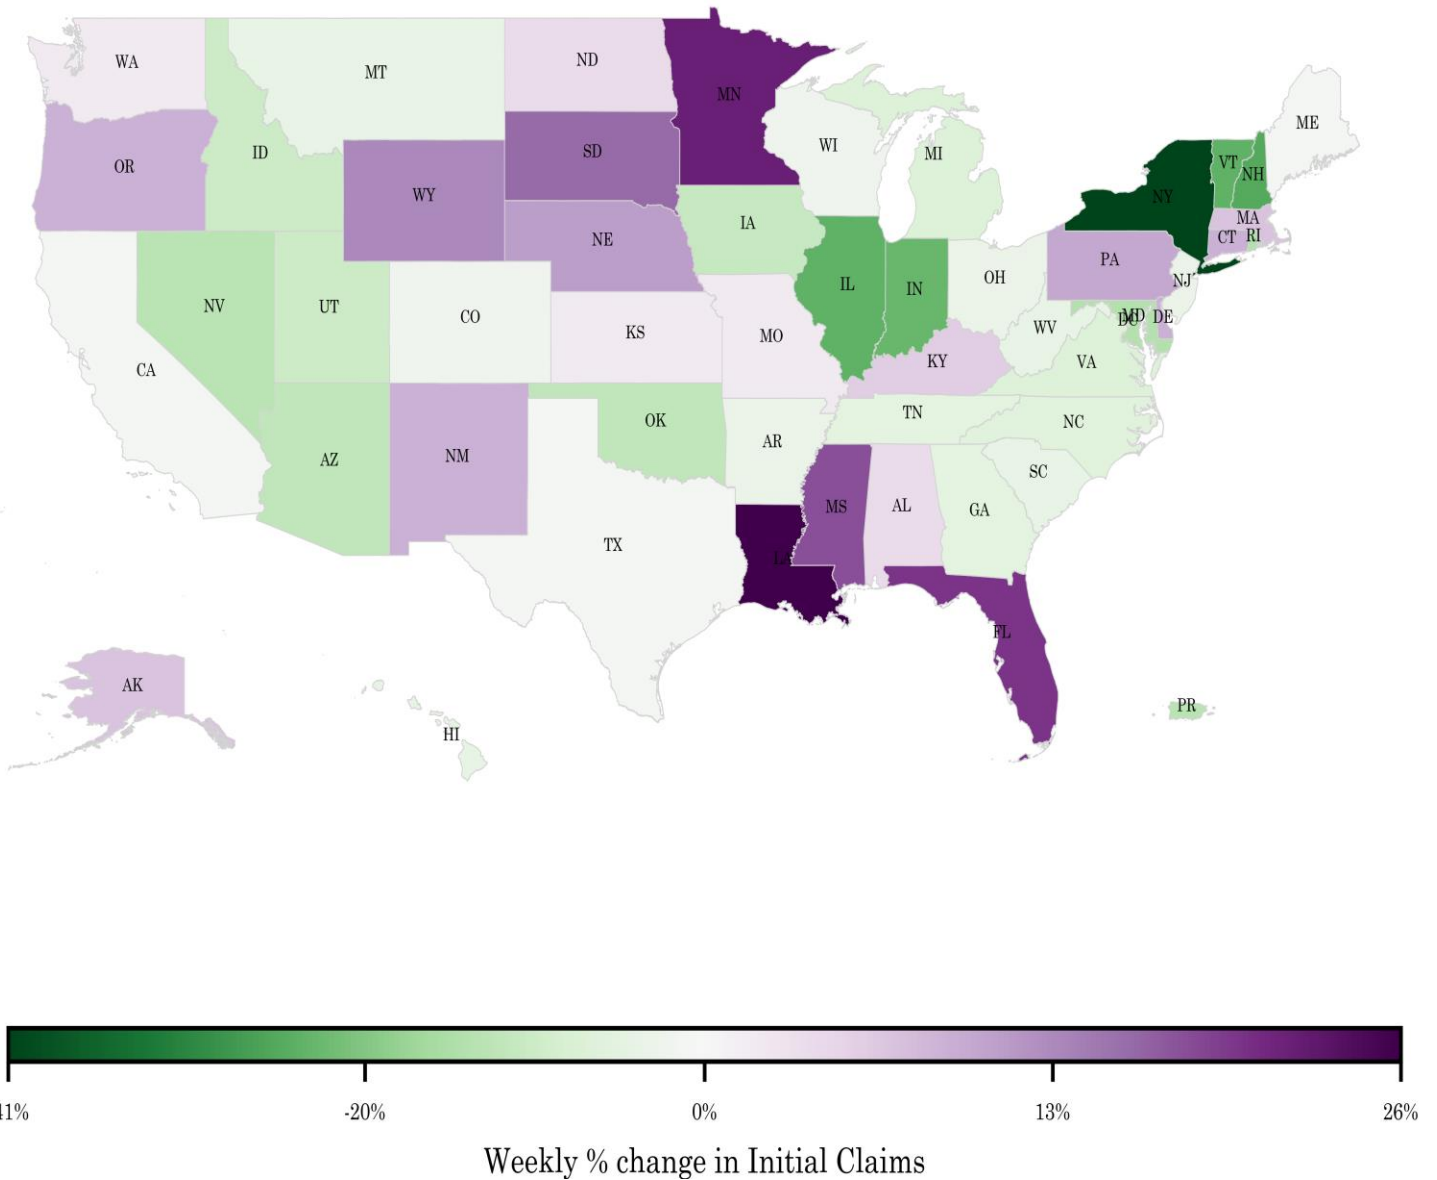 WA
MT
ND
MN
OR
ID
WY
SD
WI
MI
ME
VT
NH
NY
MA
CT RI
NE
IA
PA
NV
UT
CO
KS
MO
IL
IN
OH
NJ
WV
MD
DC
DE
VA
KY
CA
AZ
NM
OK
AR
TN
NC
SC
MS
AL
GA
TX
LA
FL
AK
HI
PR
41% -20% 0% 13% 26%
Weekly % change in Initial Claims